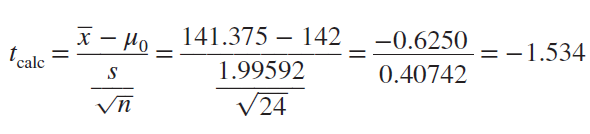 t_calc = (x̄ − μ₀) / (s / √n) = (141.375 − 142) / (1.99592 / √24) = −0.6250 / 0.40742 = −1.534